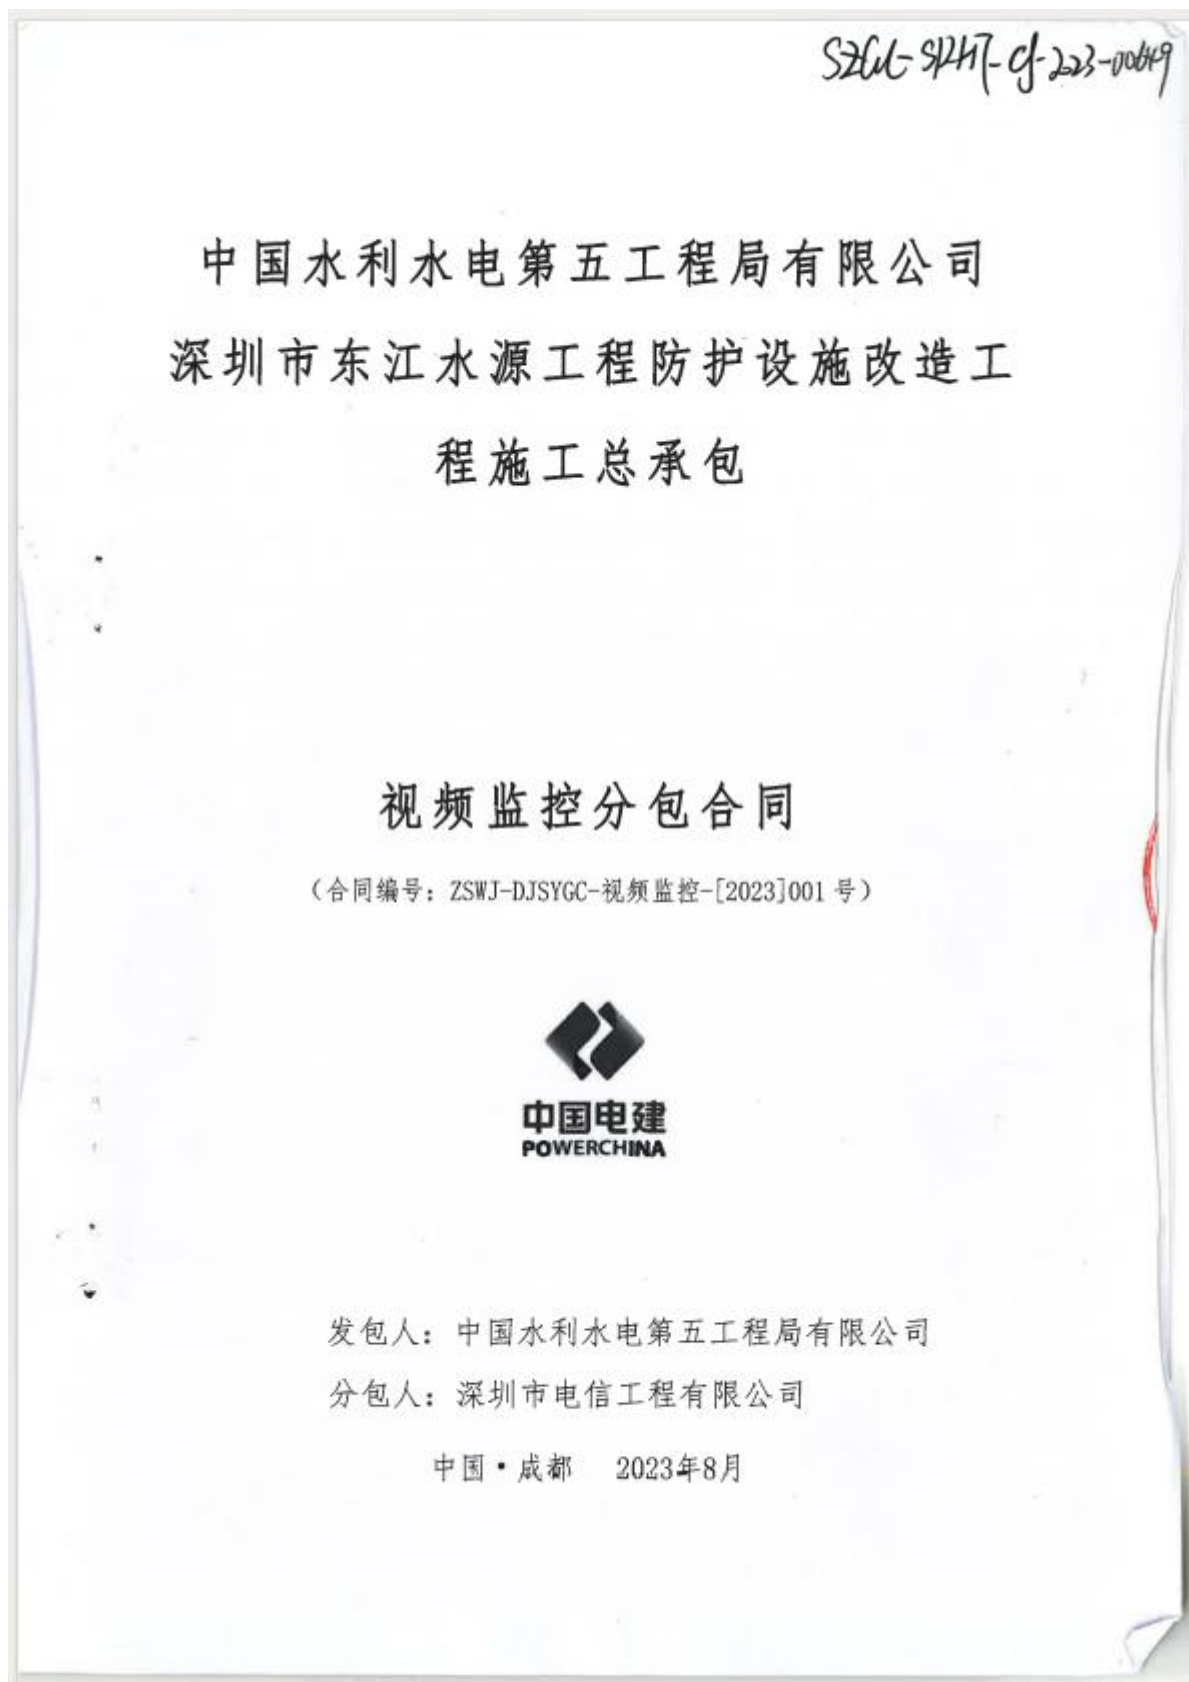 中国水利水电第五工程局有限公司
深圳市东江水源工程防护设施改造工
程施工总承包
视频监控分包合同
（合同编号：ZSWJ-DJSYGC-视频监控-[2023]001号）
中国电建
POWERCHINA
发包人：中国水利水电第五工程局有限公司
分包人：深圳市电信工程有限公司
中国·成都 2023年8月